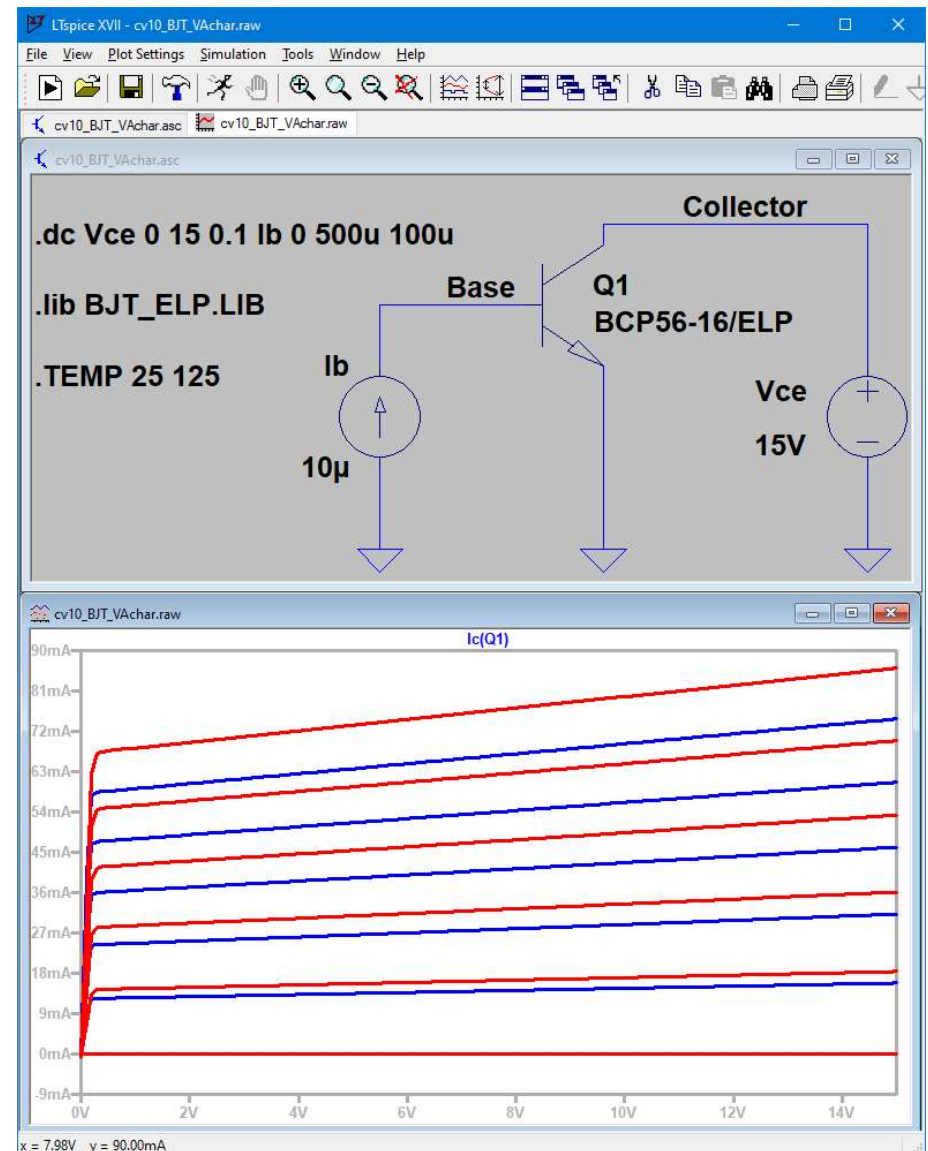 LTspice XVII - cv10_BJT_VAchar.raw
File View Plot Settings Simulation Tools Window Help
cv10_BJT_VAchar.asc cv10_BJT_VAchar.raw
cv10_BJT_VAchar.asc
Collector
.dc Vce 0 15 0.1 Ib 0 500u 100u
Base Q1
.lib BJT_ELP.LIB
BCP56-16/ELP
.TEMP 25 125
Ib
Vce
15V
10µ
cv10_BJT_VAchar.raw
Ic(Q1)
90mA
81mA
72mA
63mA
54mA
45mA
36mA
27mA
18mA
9mA
0mA
-9mA
0V 2V 4V 6V 8V 10V 12V 14V
x = 7.98V y = 90.00mA